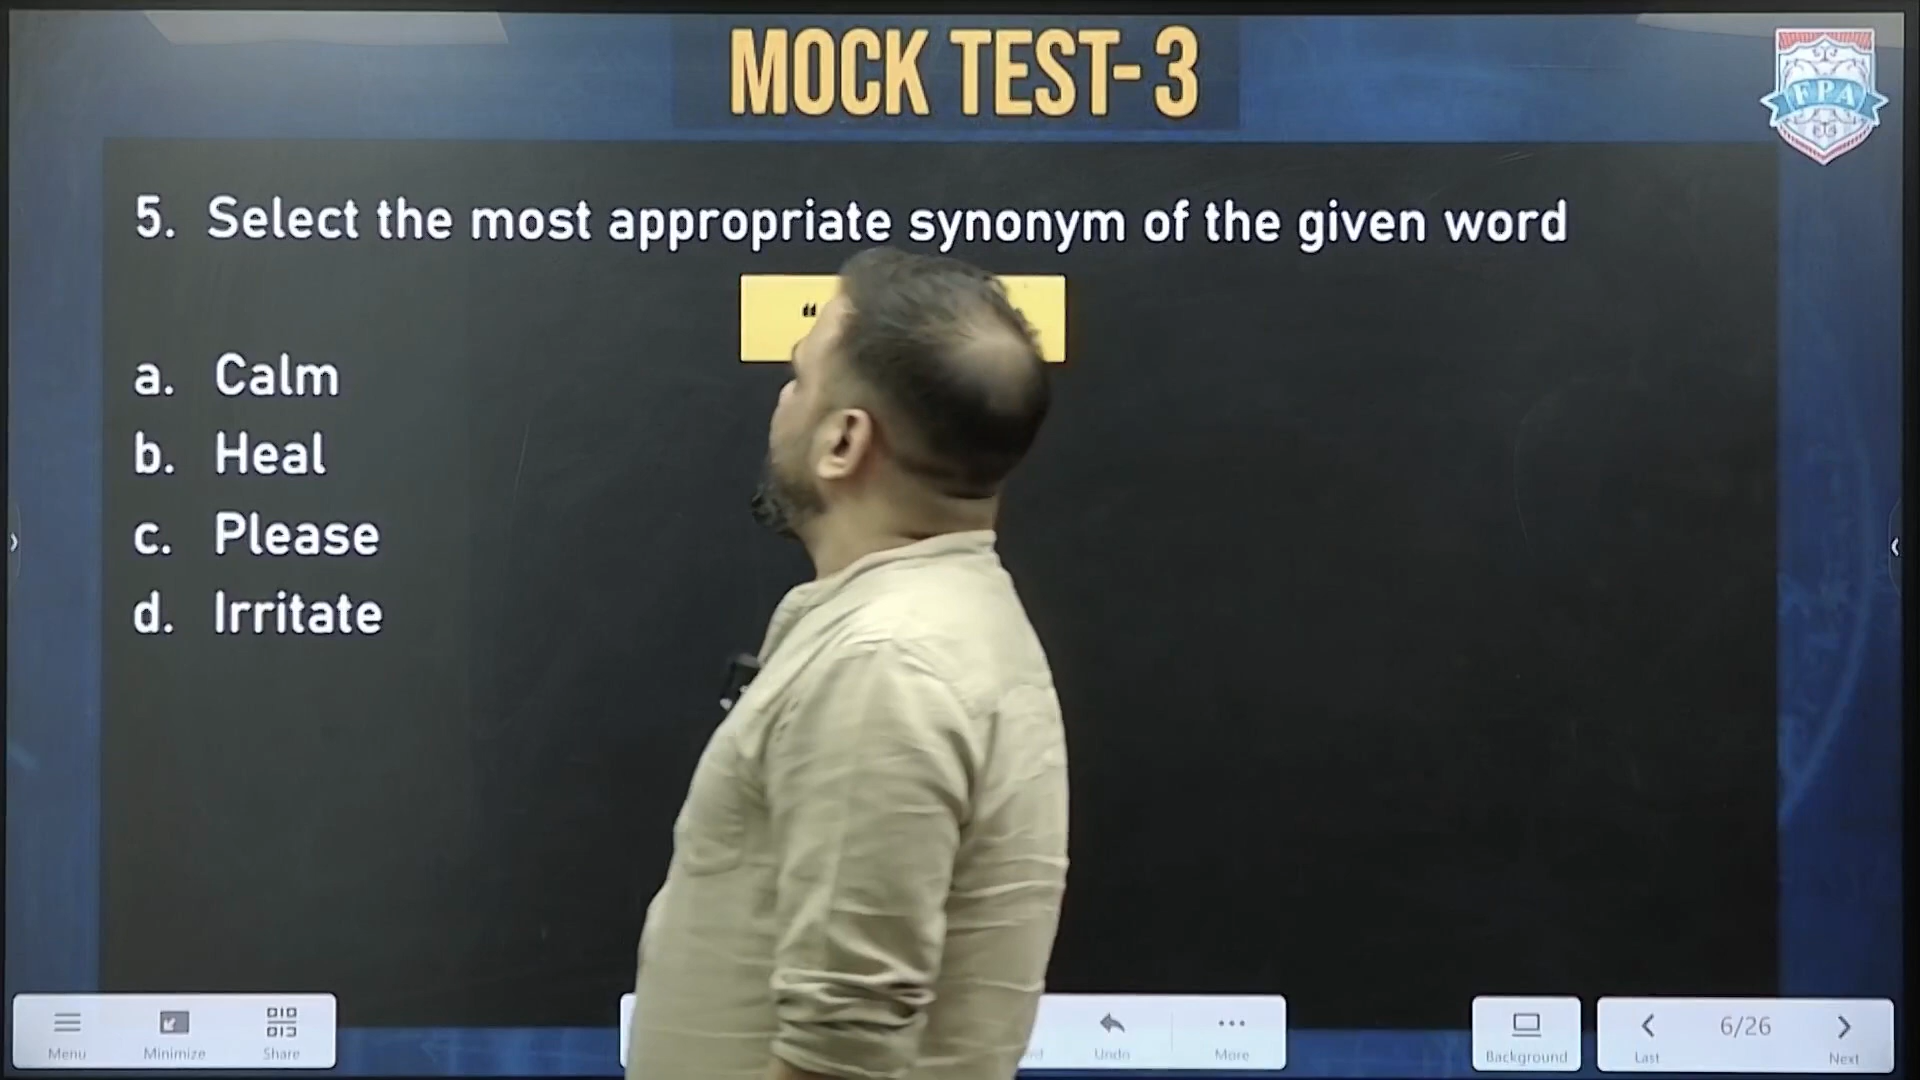 MOCK TEST-3
FPA
5. Select the most appropriate synonym of the given word
“
a. Calm
b. Heal
c. Please
d. Irritate
Menu
Minimize
Share
Undo
More
Background
Last
6/26
Next